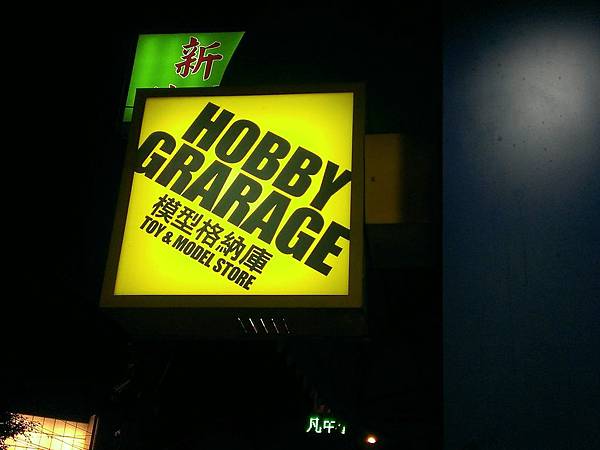 新
HOBBY
GRARAGE
模型格納庫
TOY & MODEL STORE